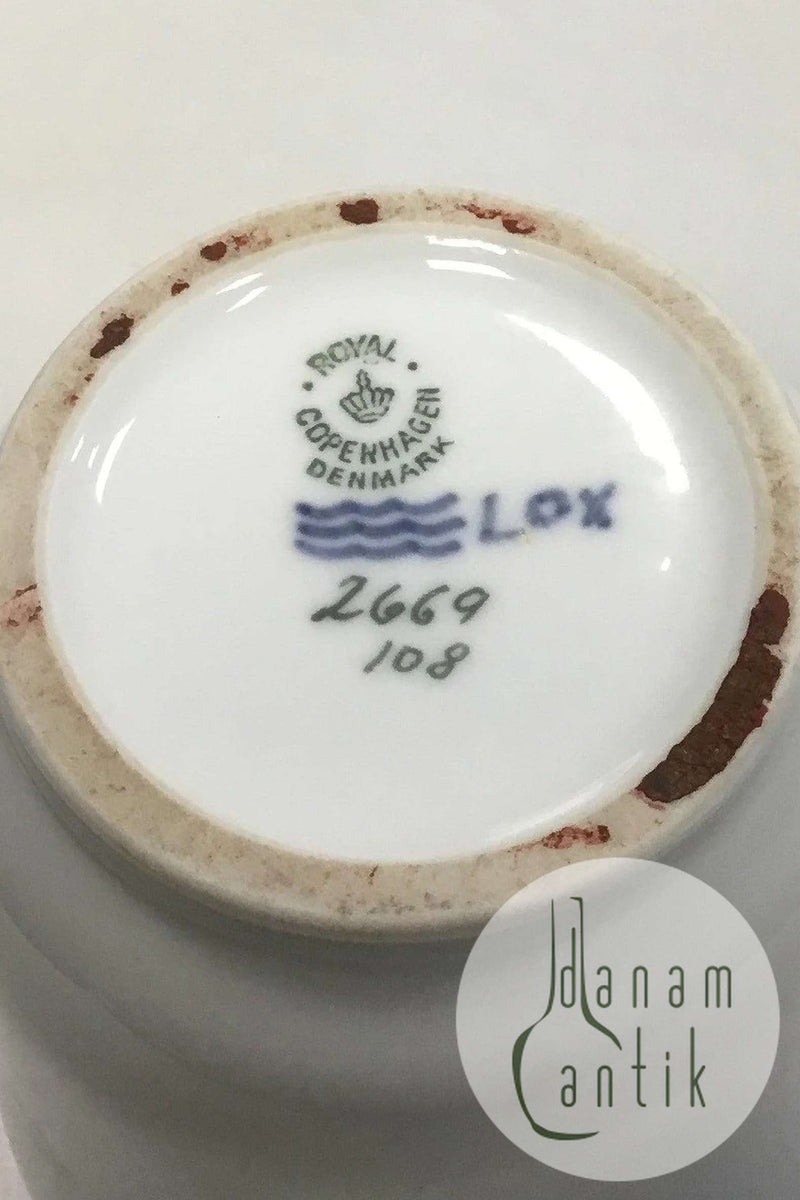 ROYAL
COPENHAGEN
DENMARK
LOX
2669
108
danam
antik